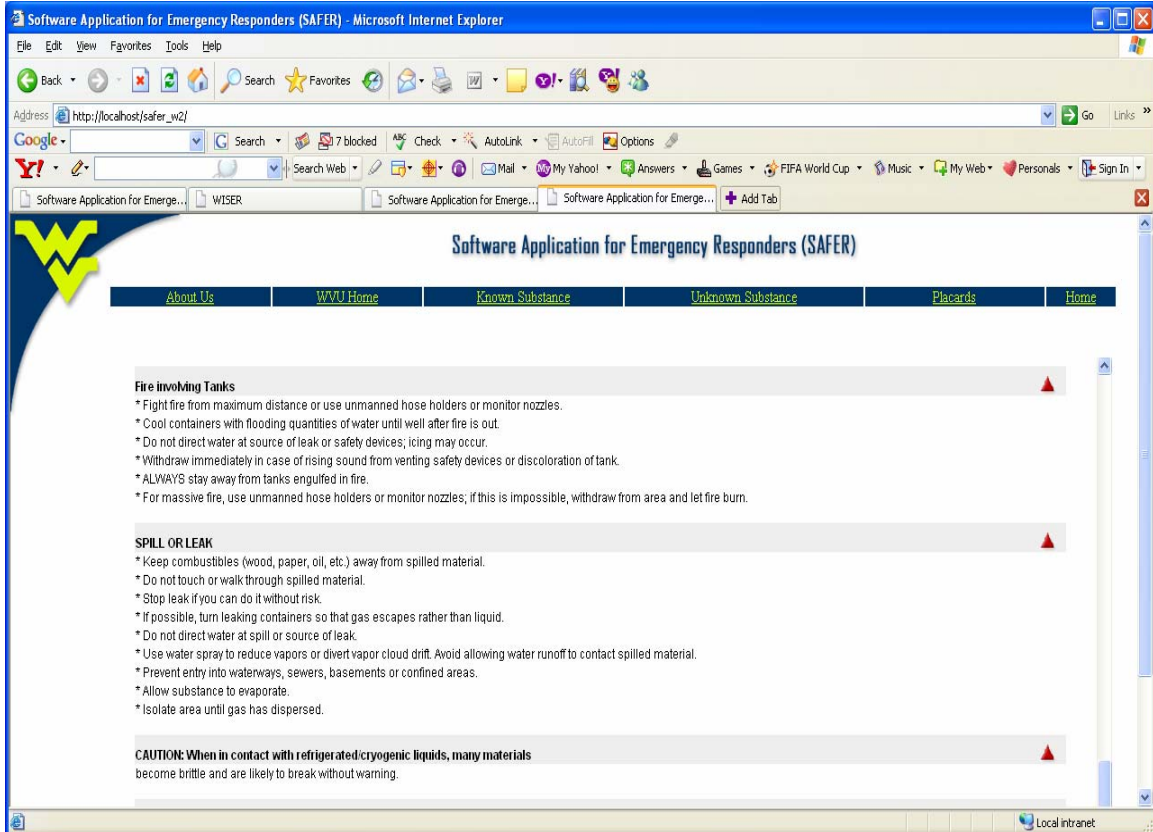 Software Application for Emergency Responders (SAFER) - Microsoft Internet Explorer
File Edit View Favorites Tools Help
Back Search Favorites
Address http://localhost/safer_w2/ Go Links »
Google Search 7 blocked ABC Check AutoLink AutoFill Options
Y! Search Web Mail My Yahoo! Answers Games FIFA World Cup Music My Web Personals Sign In
Software Application for Emerge... WISER Software Application for Emerge... Software Application for Emerge... Add Tab
Software Application for Emergency Responders (SAFER)
About Us WVU Home Known Substance Unknown Substance Placards Home
Fire involving Tanks
* Fight fire from maximum distance or use unmanned hose holders or monitor nozzles.
* Cool containers with flooding quantities of water until well after fire is out.
* Do not direct water at source of leak or safety devices; icing may occur.
* Withdraw immediately in case of rising sound from venting safety devices or discoloration of tank.
* ALWAYS stay away from tanks engulfed in fire.
* For massive fire, use unmanned hose holders or monitor nozzles; if this is impossible, withdraw from area and let fire burn.
SPILL OR LEAK
* Keep combustibles (wood, paper, oil, etc.) away from spilled material.
* Do not touch or walk through spilled material.
* Stop leak if you can do it without risk.
* If possible, turn leaking containers so that gas escapes rather than liquid.
* Do not direct water at spill or source of leak.
* Use water spray to reduce vapors or divert vapor cloud drift. Avoid allowing water runoff to contact spilled material.
* Prevent entry into waterways, sewers, basements or confined areas.
* Allow substance to evaporate.
* Isolate area until gas has dispersed.
CAUTION: When in contact with refrigerated/cryogenic liquids, many materials
become brittle and are likely to break without warning.
Local intranet